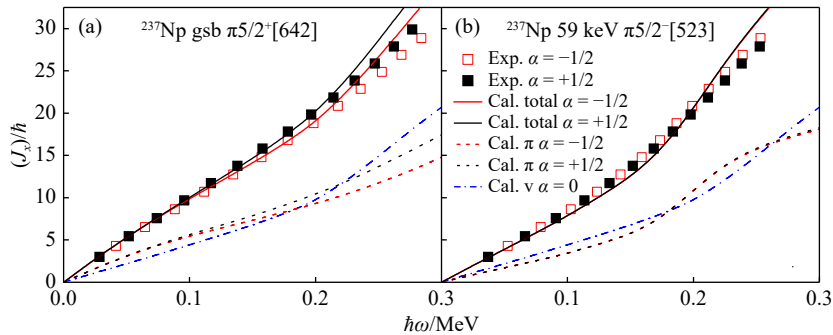 (a)
²³⁷Np gsb π5/2⁺[642]
(b)
²³⁷Np 59 keV π5/2⁻[523]
Exp. α = −1/2
Exp. α = +1/2
Cal. total α = −1/2
Cal. total α = +1/2
Cal. π α = −1/2
Cal. π α = +1/2
Cal. v α = 0
⟨Jₓ⟩/ħ
30
25
20
15
10
5
0
0.0
0.1
0.2
0.3
0.1
0.2
0.3
ħω/MeV